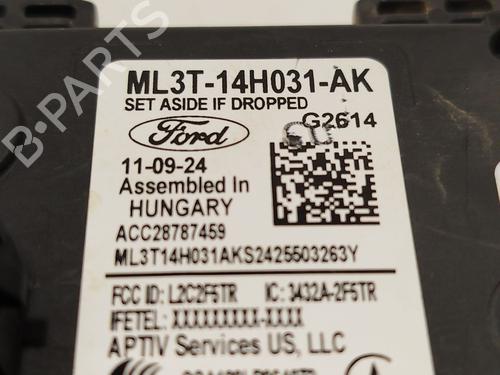 ML3T-14H031-AK
SET ASIDE IF DROPPED
Ford
G2614
11-09-24
Assembled In
HUNGARY
ACC28787459
ML3T14H031AKS2425503263Y
FCC ID: L2C2F5TR IC: 3432A-2F5TR
IFETEL: XXXXXXXXX-XXXX
APTIV Services US, LLC
B-PARTS